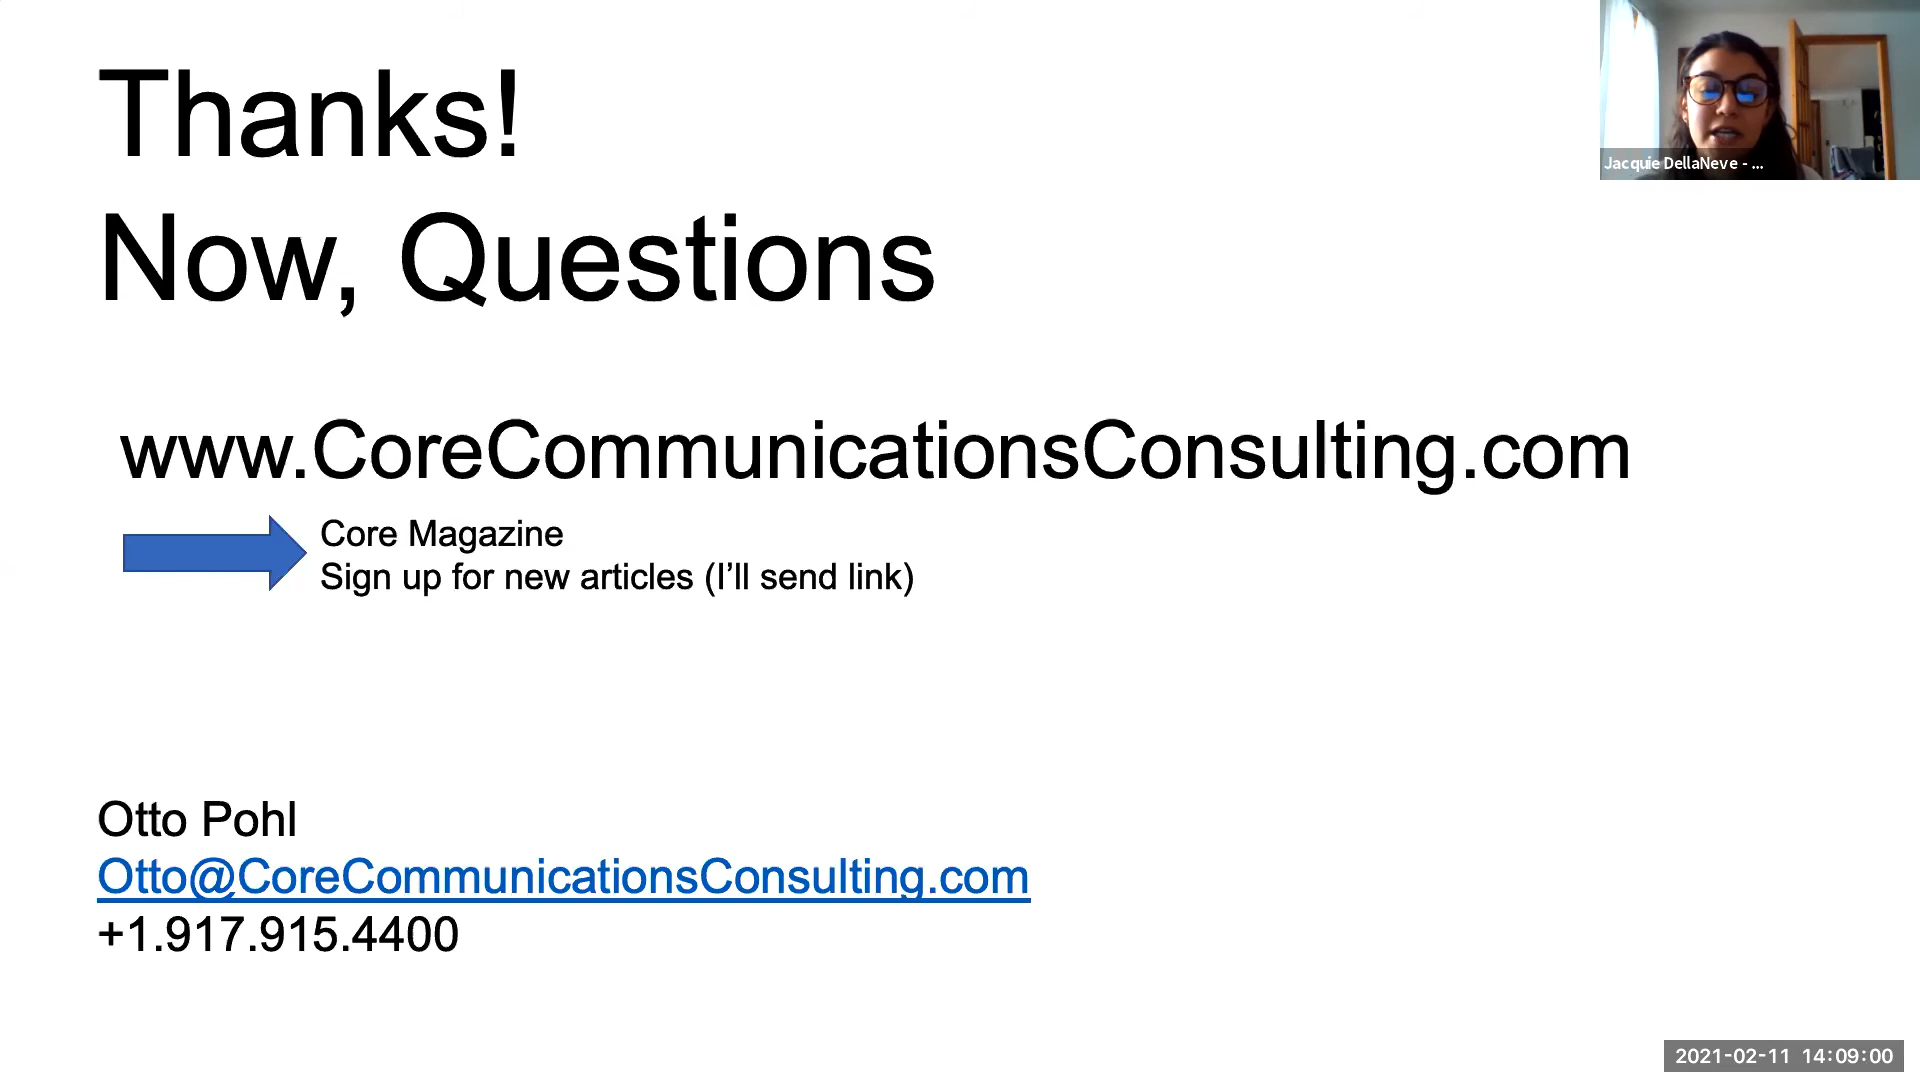 Thanks!
Now, Questions
www.CoreCommunicationsConsulting.com
Core Magazine
Sign up for new articles (I’ll send link)
Otto Pohl
Otto@CoreCommunicationsConsulting.com
+1.917.915.4400
Jacquie DellaNeve - ...
2021-02-11 14:09:00